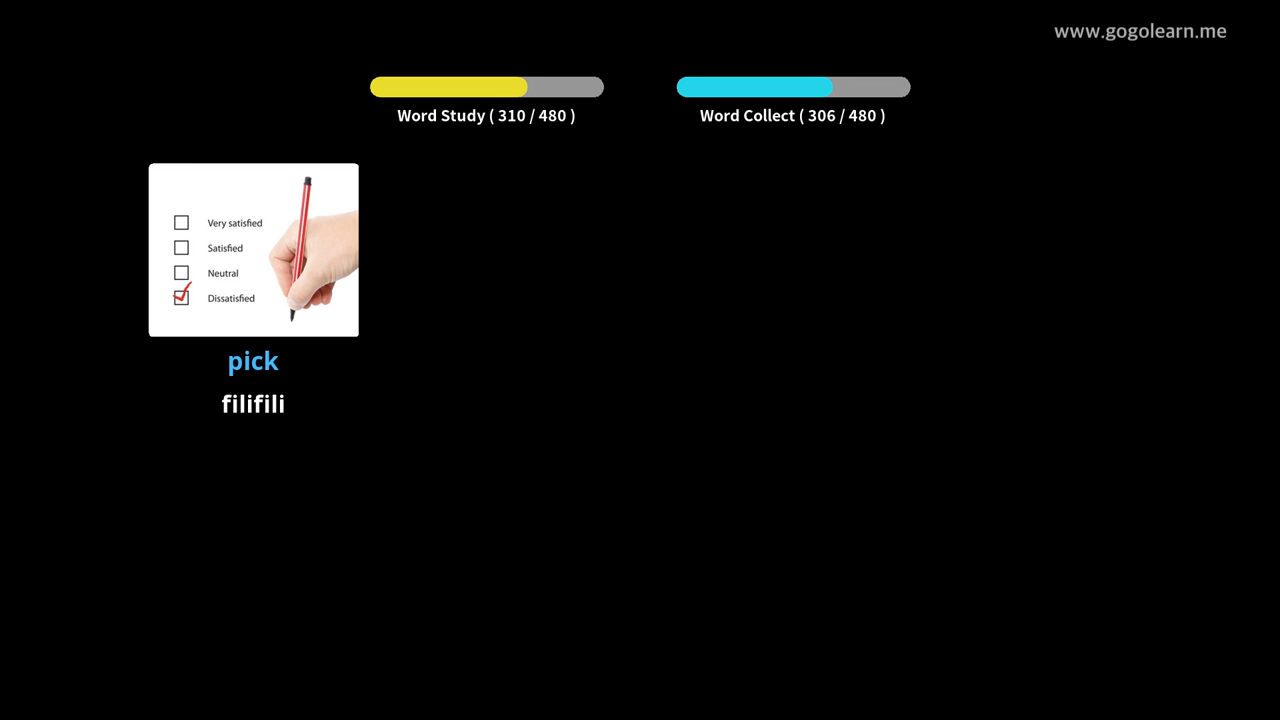 www.gogolearn.me
Word Study ( 310 / 480 )
Word Collect ( 306 / 480 )
Very satisfied
Satisfied
Neutral
Dissatisfied
pick
filifili